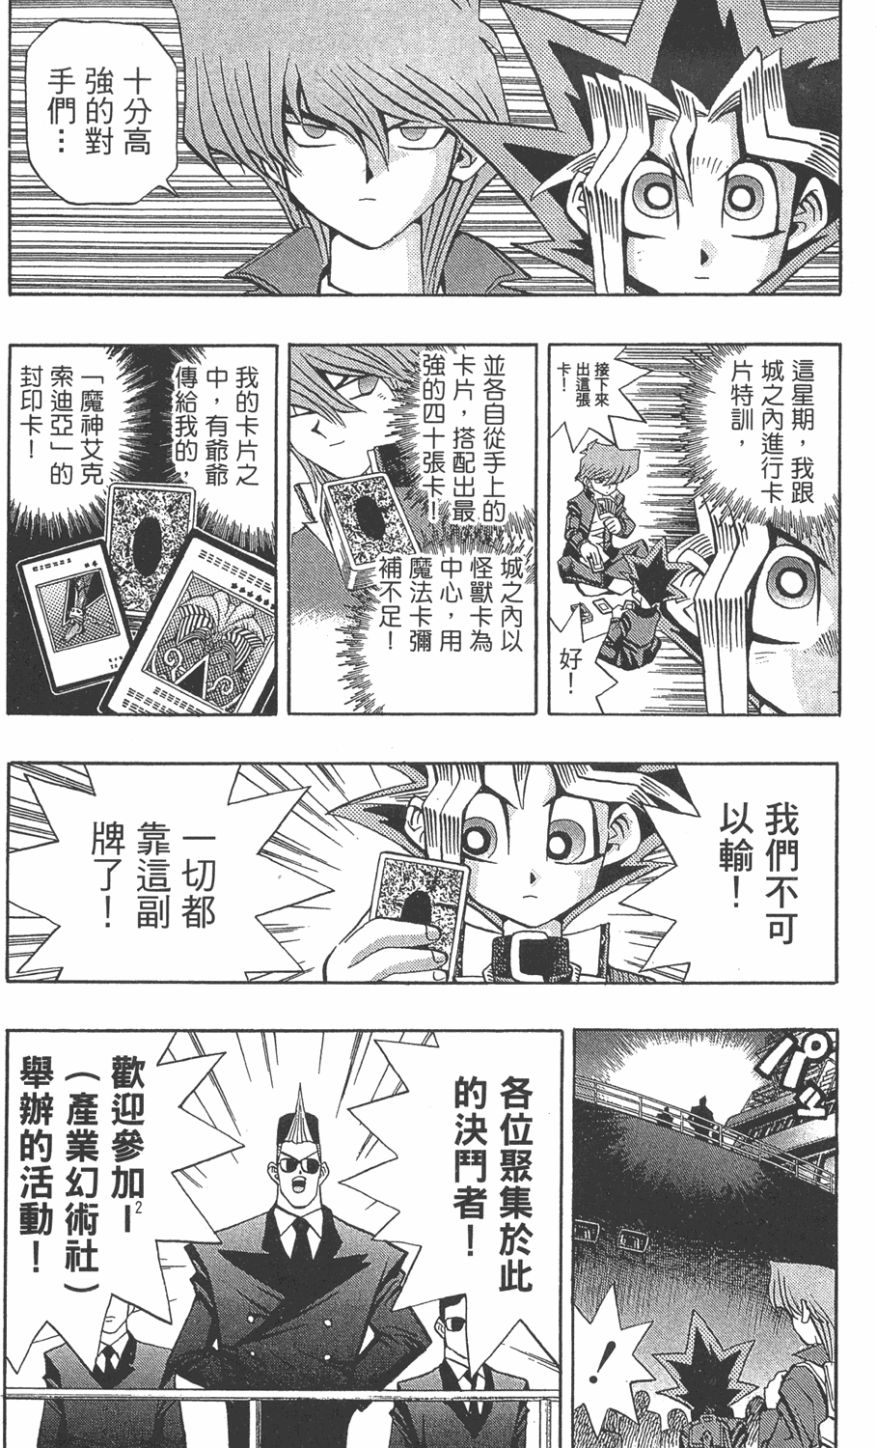 十分高
強的對
手們…
這星期，我跟
城之內進行卡
片特訓，
接下來
出這張
卡！
好！
並各自從手上的
卡片，搭配出最
強的四十張卡！
城之內以
怪獸卡為
中心，用
魔法卡彌
補不足！
我的卡片之
中，有爺爺
傳給我的，
「魔神艾克
索迪亞」的
封印卡！
我們不可
以輸！
一切都
靠這副
牌了！
パッ
！
各位聚集於此
的決鬥者！
歡迎參加I2
（產業幻術社）
舉辦的活動！